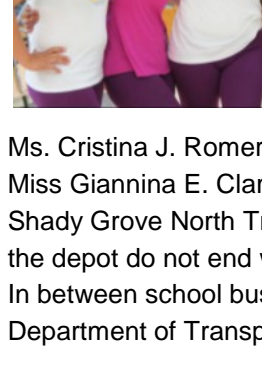 Ms. Cristina J. Romer
Miss Giannina E. Clar
Shady Grove North Tr
the depot do not end
In between school bus
Department of Transp